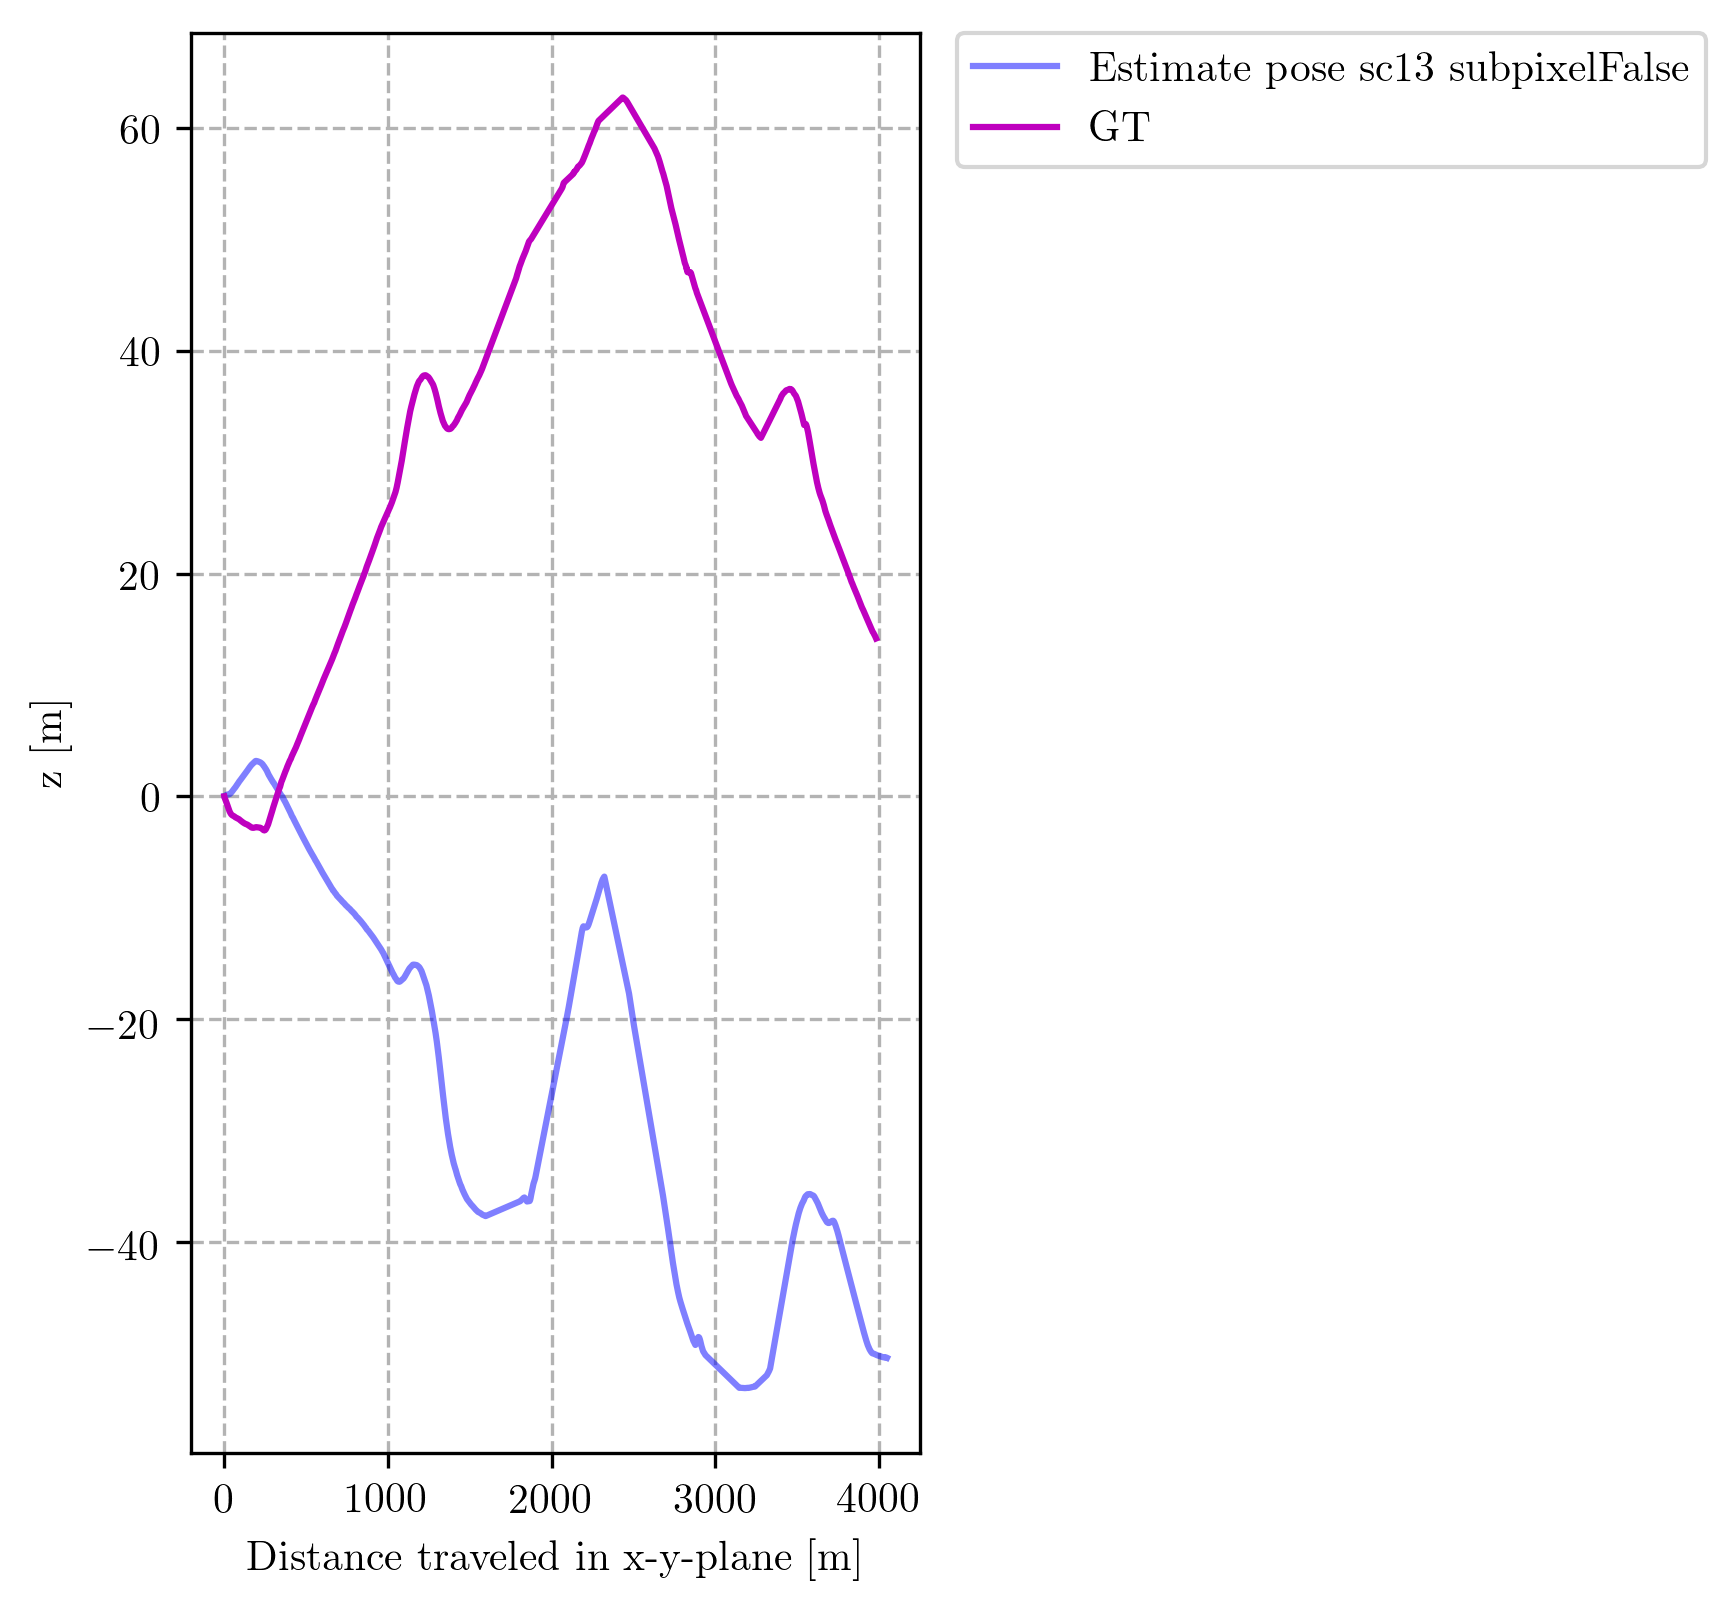 Estimate pose sc13 subpixelFalse
GT
60
40
20
0
−20
−40
z [m]
0 1000 2000 3000 4000
Distance traveled in x-y-plane [m]